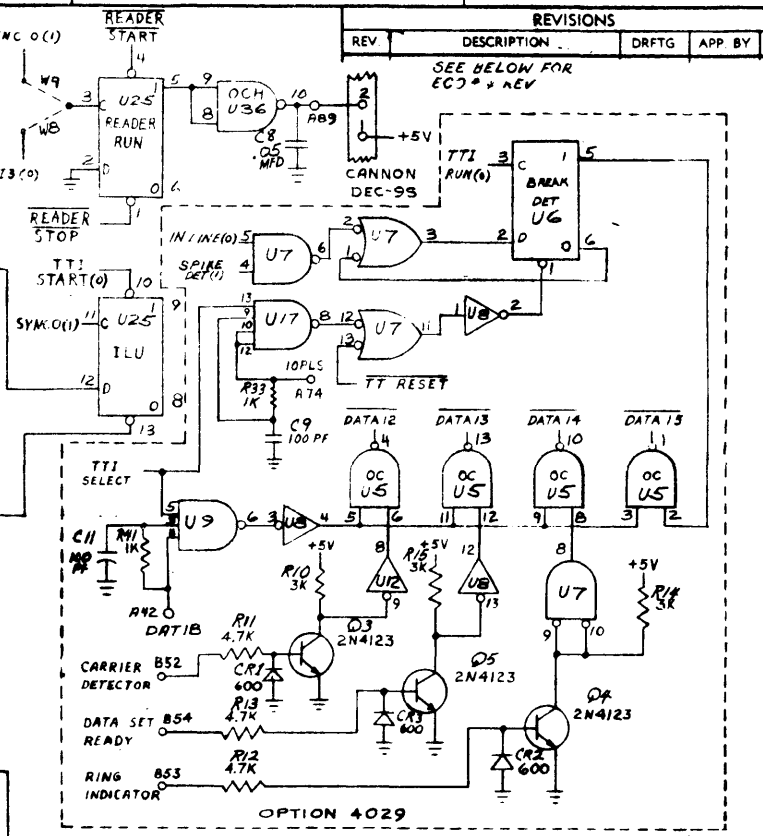 REVISIONS
REV.
DESCRIPTION
DRFTG
APP. BY
SEE BELOW FOR
READER
START
4
NC 0(1)
W9
W8
3
C
U25
1
5
READER
RUN
2
D
0
6
1
READER
STOP
9
8
OCH
U36
10
A89
C8
.05
MFD
2
1
+5V
CANNON
DEC-9S
TTI
RUN(0)
3
C
1
5
BREAK
DET
U6
2
D
0
6
1
IN LINE(0)
5
SPIKE
DET(1)
4
U7
6
2
1
U7
3
TTI
START(0)
10
SYNC 0(1)
11
C
U25
1
9
ILU
12
D
0
8
13
13
9
10
12
U17
8
12
13
U7
11
1
U8
2
R33
1K
10PLS
A74
TT RESET
C9
100 PF
TTI
SELECT
DATA 12
4
OC
U5
5
6
DATA 13
13
OC
U5
11
12
DATA 14
10
OC
U5
9
8
DATA 15
1
OC
U5
3
2
5
U9
6
3
4
C11
R41
1K
A42
DAT1B
+5V
R10
3K
8
U12
9
+5V
R15
3K
12
U8
13
8
U7
9
10
+5V
R14
3K
Q3
2N4123
Q5
2N4123
Q4
2N4123
CARRIER
DETECTOR
B52
R11
4.7K
CR1
600
DATA SET
READY
B54
R13
4.7K
CR3
600
RING
INDICATOR
B53
R12
4.7K
CR2
600
OPTION 4029